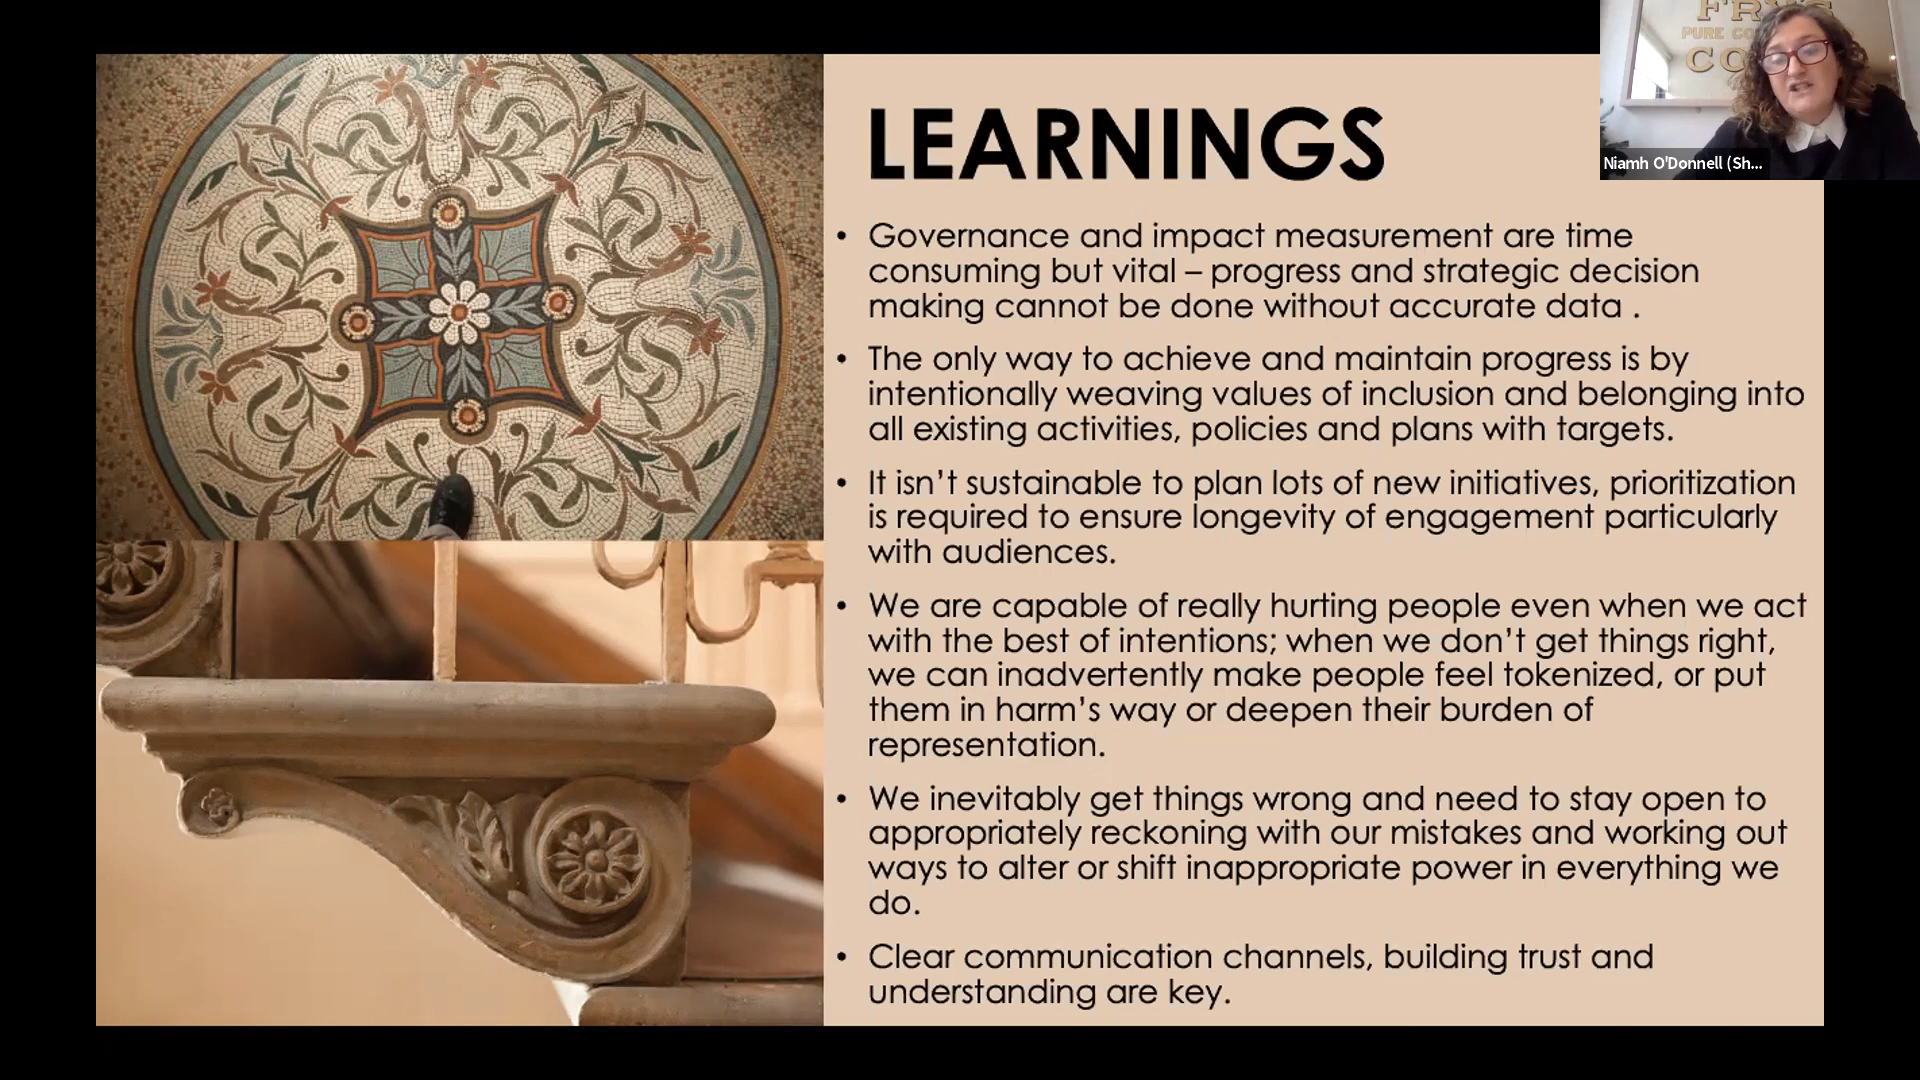 LEARNINGS
• Governance and impact measurement are time
consuming but vital – progress and strategic decision
making cannot be done without accurate data .
• The only way to achieve and maintain progress is by
intentionally weaving values of inclusion and belonging into
all existing activities, policies and plans with targets.
• It isn’t sustainable to plan lots of new initiatives, prioritization
is required to ensure longevity of engagement particularly
with audiences.
• We are capable of really hurting people even when we act
with the best of intentions; when we don’t get things right,
we can inadvertently make people feel tokenized, or put
them in harm’s way or deepen their burden of
representation.
• We inevitably get things wrong and need to stay open to
appropriately reckoning with our mistakes and working out
ways to alter or shift inappropriate power in everything we
do.
• Clear communication channels, building trust and
understanding are key.
PURE
Niamh O'Donnell (Sh...